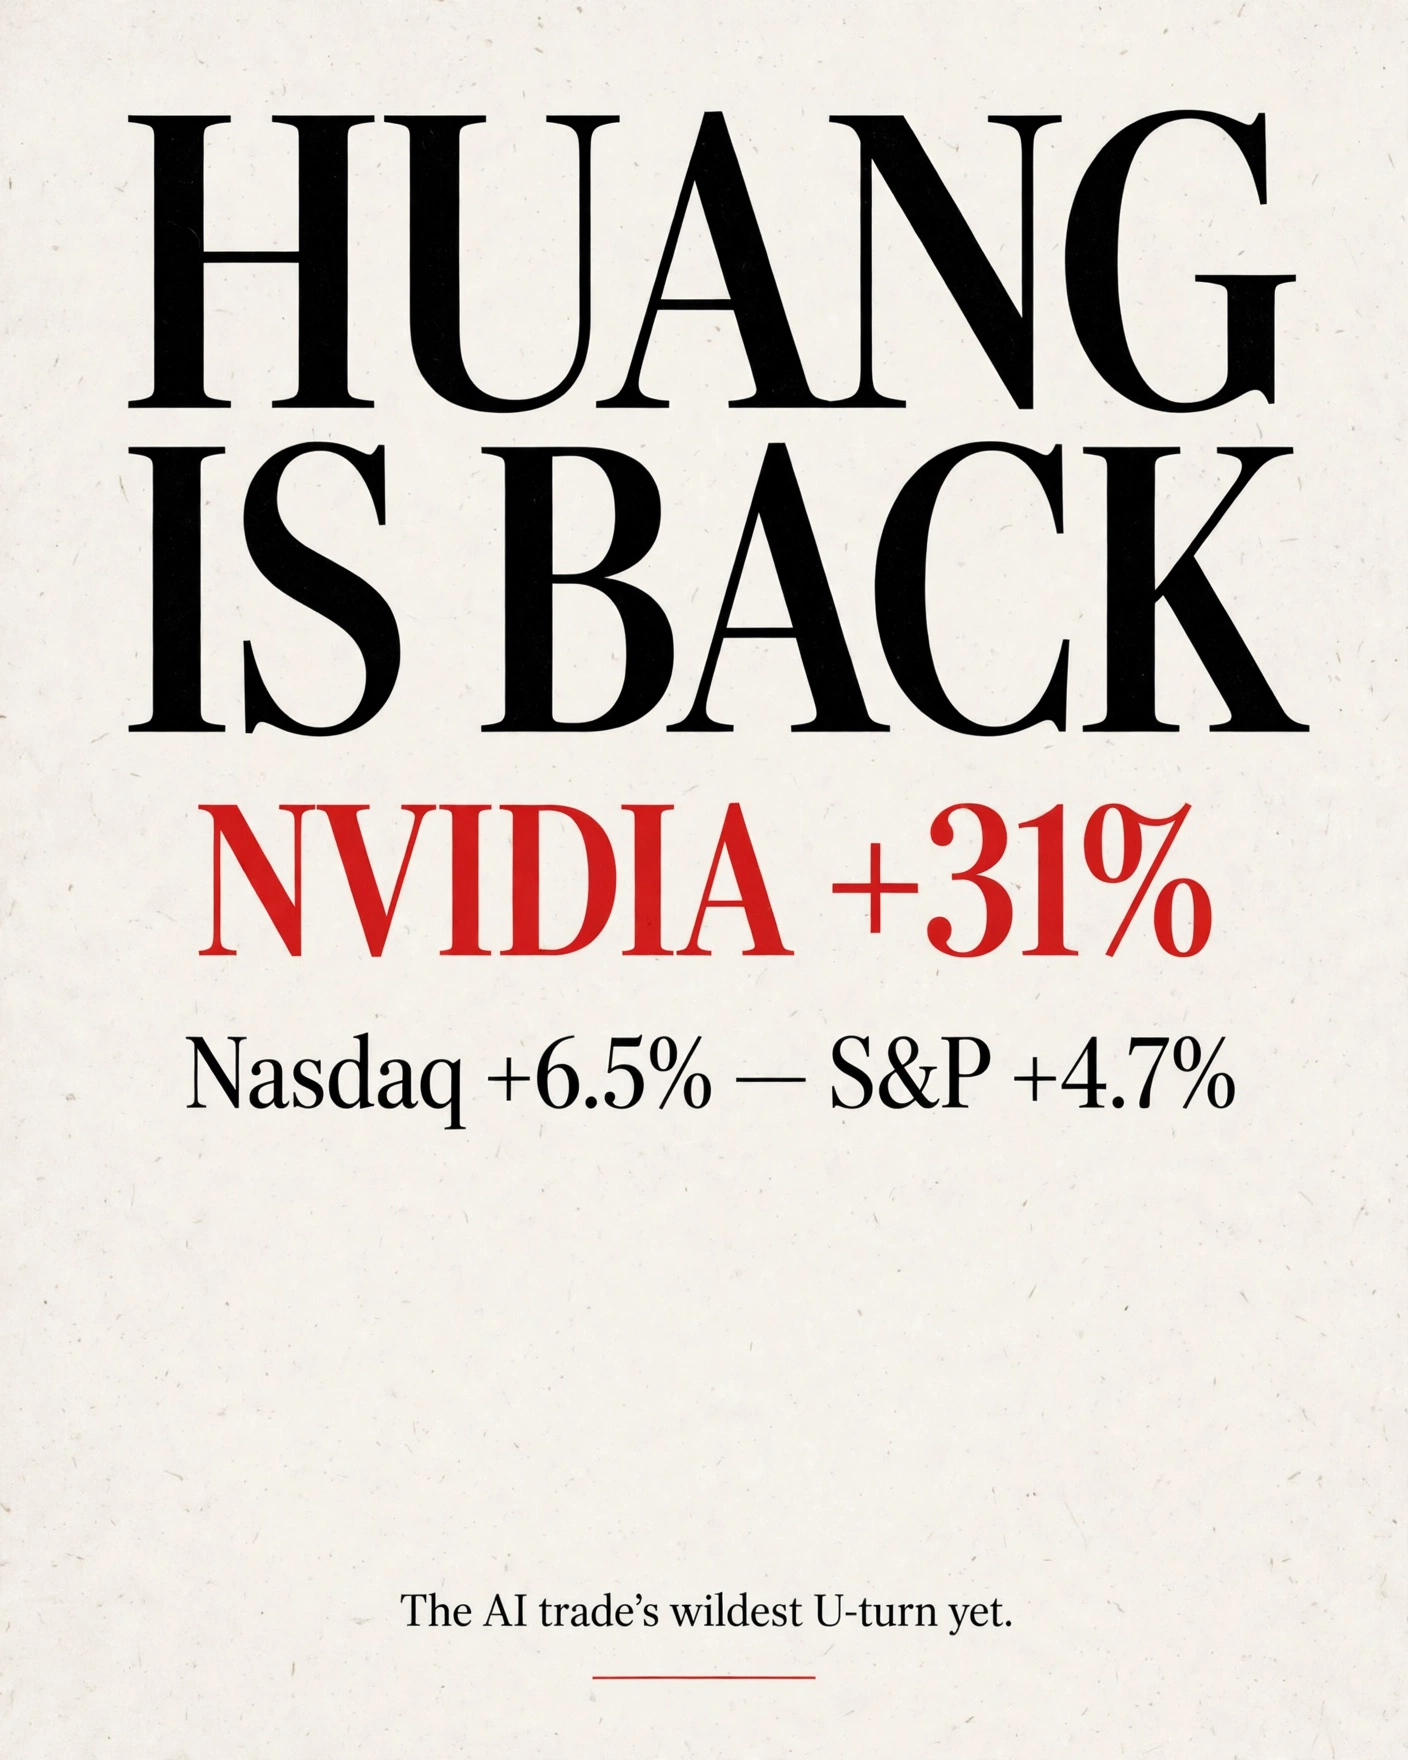 HUANG
IS BACK
NVIDIA +31%
Nasdaq +6.5% — S&P +4.7%
The AI trade’s wildest U-turn yet.